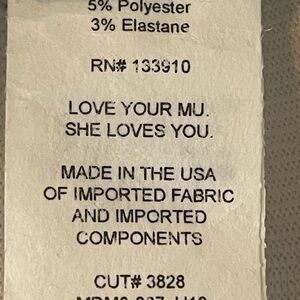 5% Polyester
3% Elastane
RN# 133910
LOVE YOUR MU.
SHE LOVES YOU.
MADE IN THE USA
OF IMPORTED FABRIC
AND IMPORTED
COMPONENTS
CUT# 3828